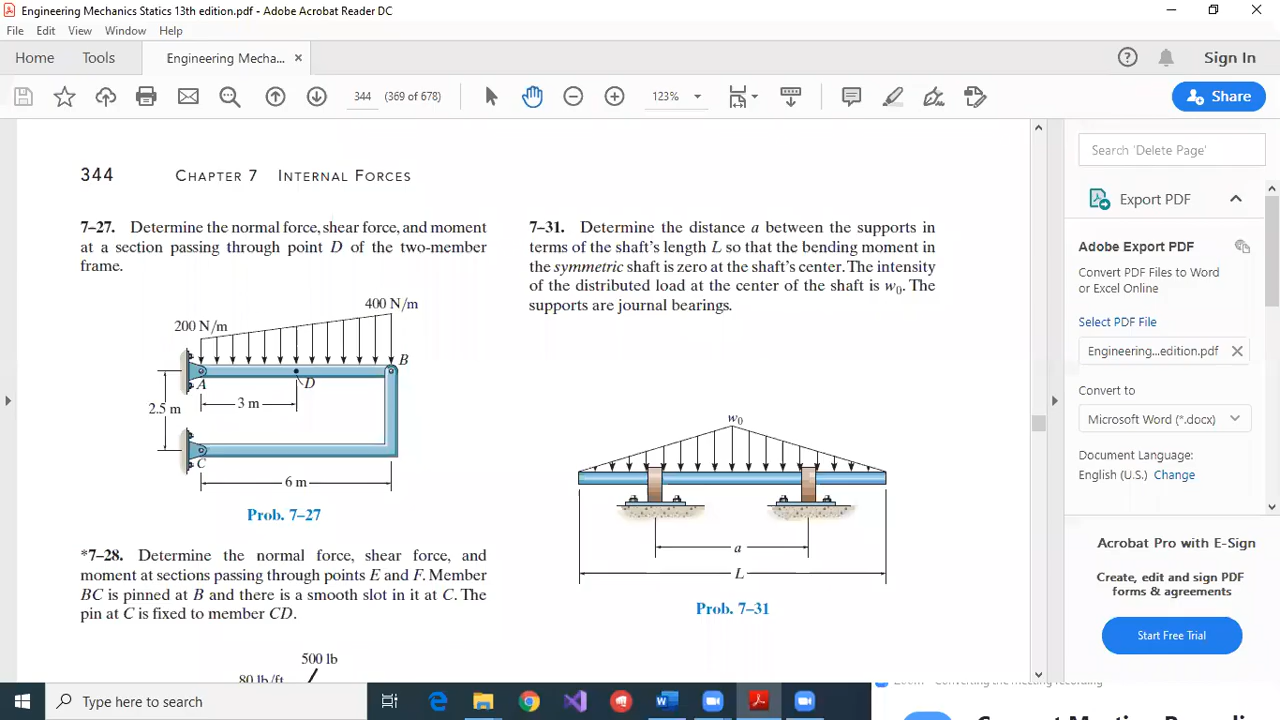 Engineering Mechanics Statics 13th edition.pdf - Adobe Acrobat Reader DC
File Edit View Window Help
Home Tools Engineering Mecha... × Sign In
344 (369 of 678) 123% Share
344 CHAPTER 7 INTERNAL FORCES
7–27. Determine the normal force, shear force, and moment
at a section passing through point D of the two-member
frame.
400 N/m
200 N/m
B
A
D
2.5 m
3 m
C
6 m
Prob. 7–27
*7–28. Determine the normal force, shear force, and
moment at sections passing through points E and F. Member
BC is pinned at B and there is a smooth slot in it at C. The
pin at C is fixed to member CD.
500 lb
80 lb/ft
7–31. Determine the distance a between the supports in
terms of the shaft's length L so that the bending moment in
the symmetric shaft is zero at the shaft's center. The intensity
of the distributed load at the center of the shaft is w0. The
supports are journal bearings.
w0
a
L
Prob. 7–31
Search 'Delete Page'
Export PDF
Adobe Export PDF
Convert PDF Files to Word
or Excel Online
Select PDF File
Engineering...edition.pdf
Convert to
Microsoft Word (*.docx)
Document Language:
English (U.S.) Change
Acrobat Pro with E-Sign
Create, edit and sign PDF
forms & agreements
Start Free Trial
Type here to search